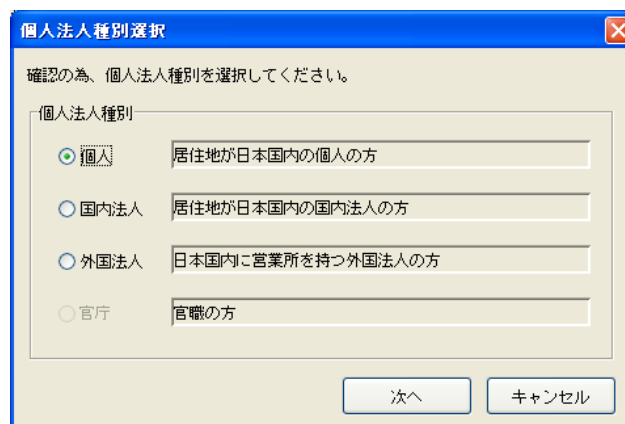 個人法人種別選択
確認の為、個人法人種別を選択してください。
個人法人種別
個人 居住地が日本国内の個人の方
国内法人 居住地が日本国内の国内法人の方
外国法人 日本国内に営業所を持つ外国法人の方
官庁 官職の方
次へ キャンセル